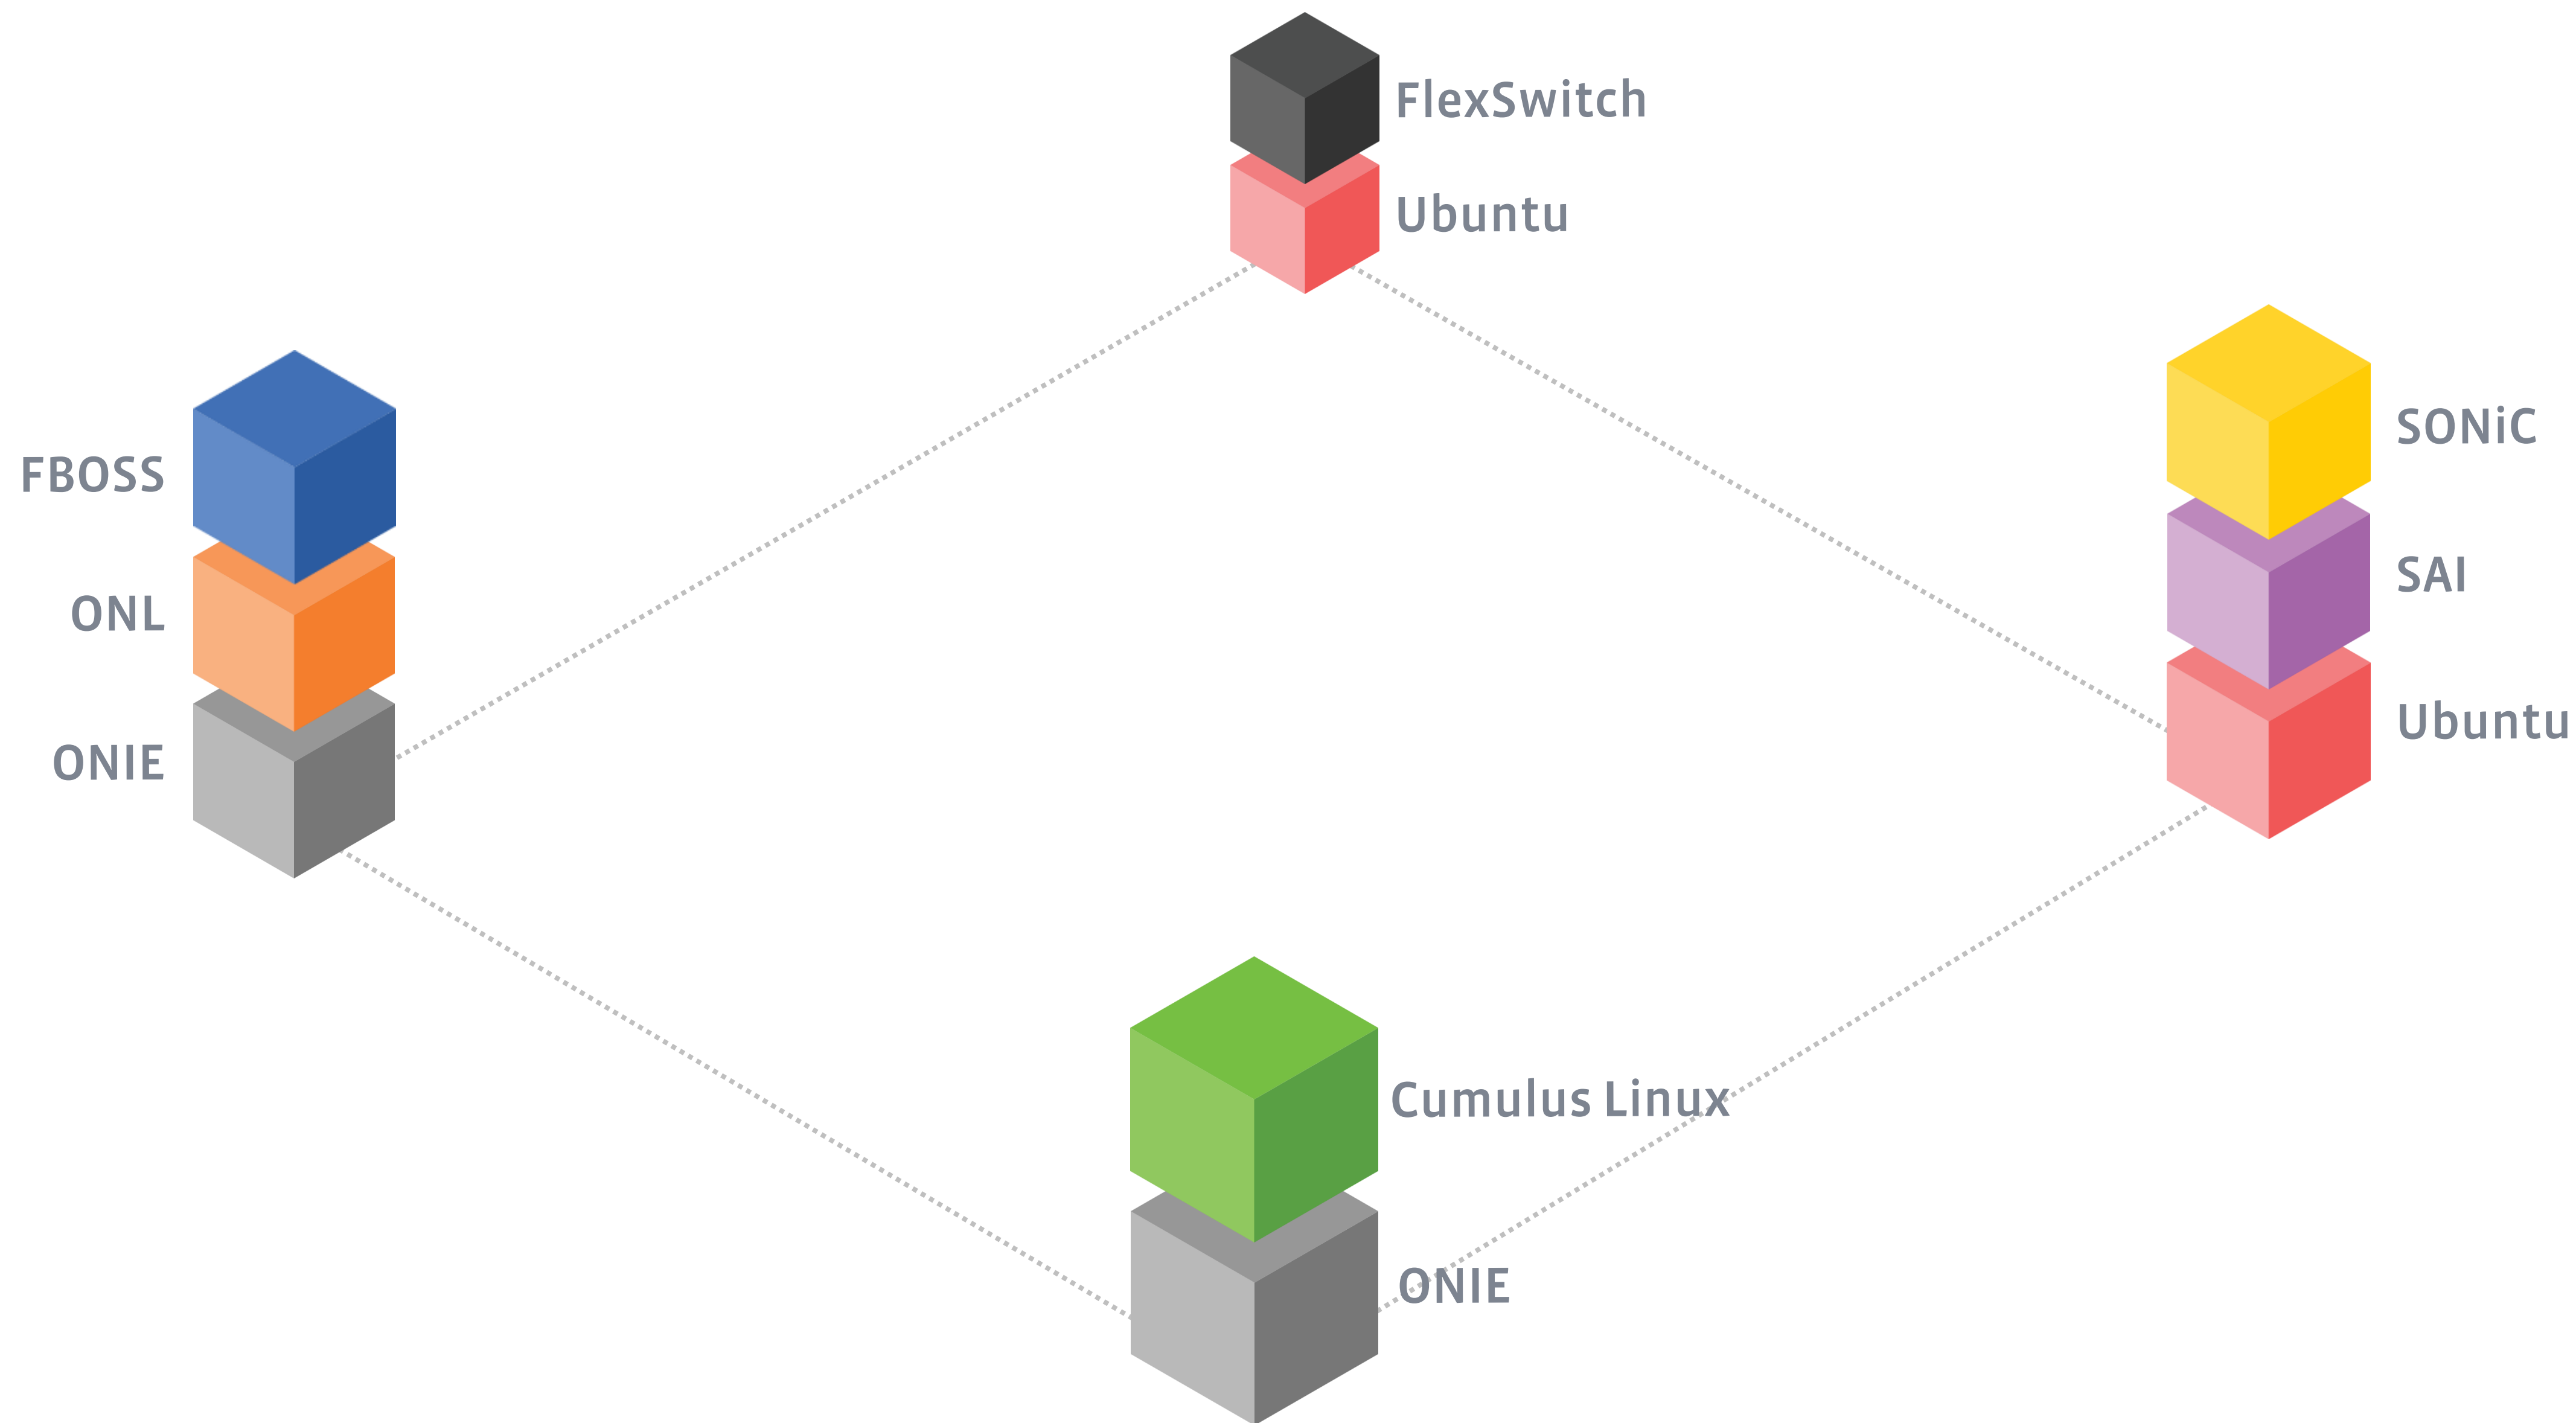 FlexSwitch
Ubuntu
FBOSS
ONL
ONIE
SONiC
SAI
Ubuntu
Cumulus Linux
ONIE